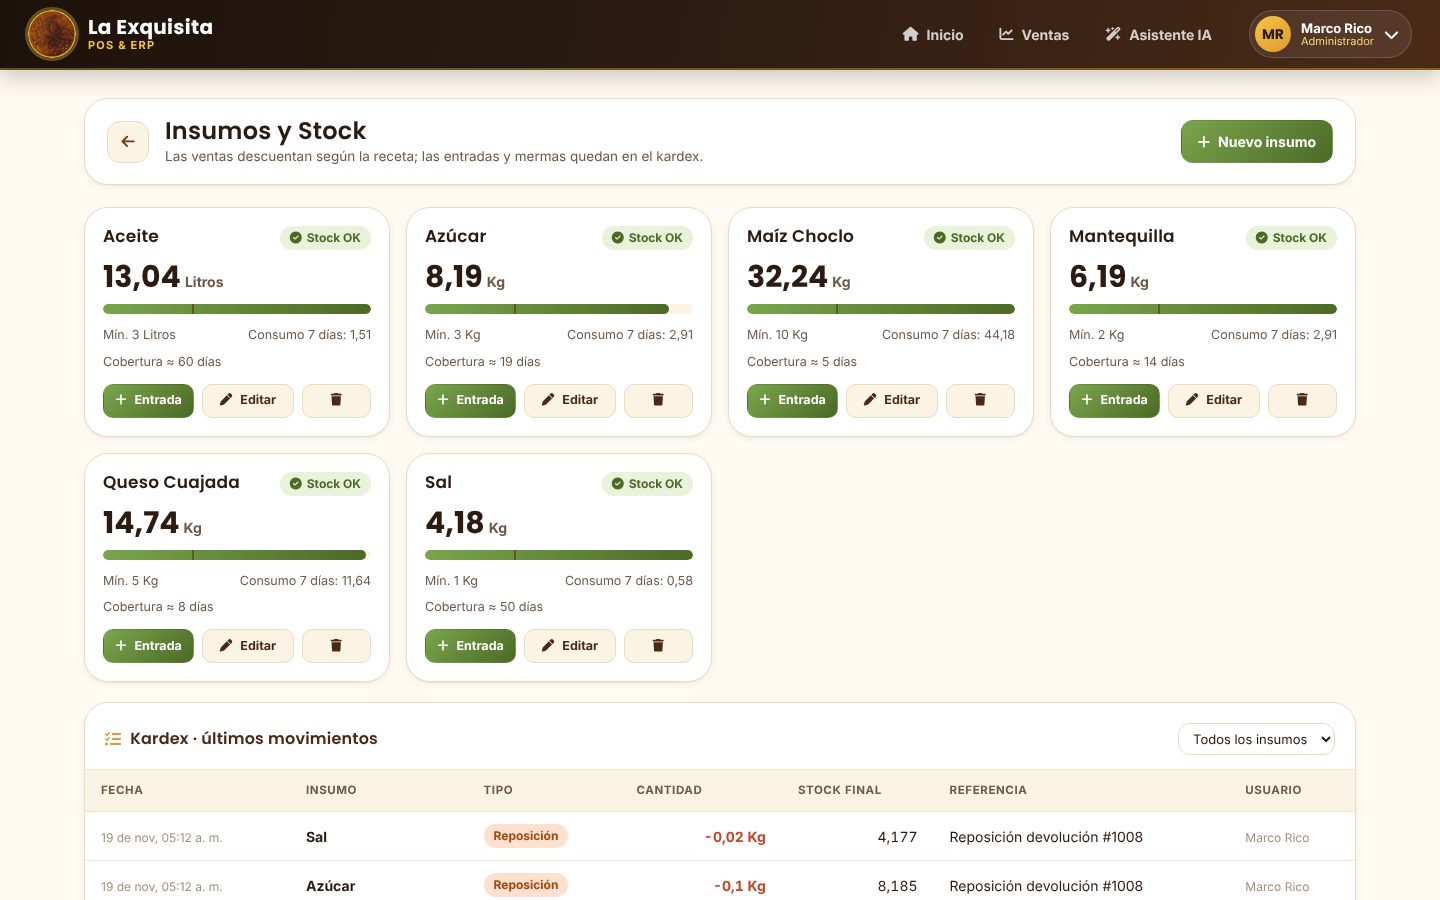 La Exquisita
POS & ERP
Inicio
Ventas
Asistente IA
MR
Marco Rico
Administrador
Insumos y Stock
Las ventas descuentan según la receta; las entradas y mermas quedan en el kardex.
Nuevo insumo
Aceite
Stock OK
13,04 Litros
Mín. 3 Litros
Consumo 7 días: 1,51
Cobertura ≈ 60 días
Entrada
Editar
Azúcar
Stock OK
8,19 Kg
Mín. 3 Kg
Consumo 7 días: 2,91
Cobertura ≈ 19 días
Entrada
Editar
Maíz Choclo
Stock OK
32,24 Kg
Mín. 10 Kg
Consumo 7 días: 44,18
Cobertura ≈ 5 días
Entrada
Editar
Mantequilla
Stock OK
6,19 Kg
Mín. 2 Kg
Consumo 7 días: 2,91
Cobertura ≈ 14 días
Entrada
Editar
Queso Cuajada
Stock OK
14,74 Kg
Mín. 5 Kg
Consumo 7 días: 11,64
Cobertura ≈ 8 días
Entrada
Editar
Sal
Stock OK
4,18 Kg
Mín. 1 Kg
Consumo 7 días: 0,58
Cobertura ≈ 50 días
Entrada
Editar
Kardex · últimos movimientos
Todos los insumos
FECHA INSUMO TIPO CANTIDAD STOCK FINAL REFERENCIA USUARIO
19 de nov, 05:12 a. m. Sal Reposición -0,02 Kg 4,177 Reposición devolución #1008 Marco Rico
19 de nov, 05:12 a. m. Azúcar Reposición -0,1 Kg 8,185 Reposición devolución #1008 Marco Rico